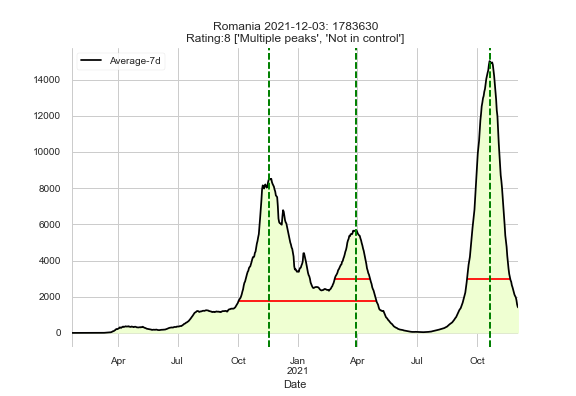 Romania 2021-12-03: 1783630
Rating:8 ['Multiple peaks', 'Not in control']
Average-7d
14000
12000
10000
8000
6000
4000
2000
0
Apr Jul Oct Jan Apr Jul Oct
2021
Date